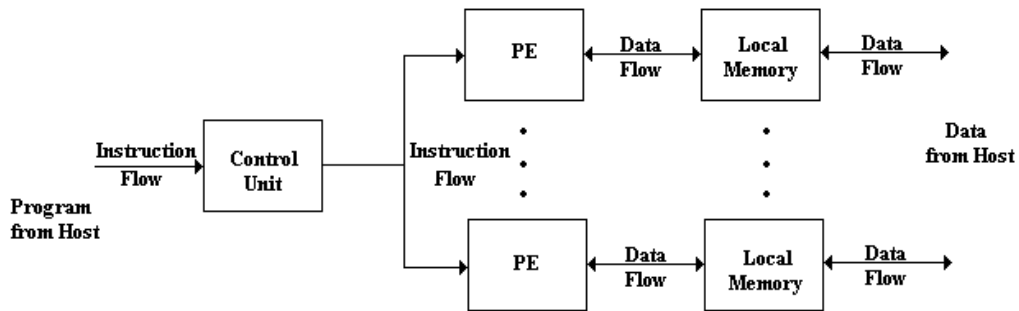 PE
Data
Flow
Local
Memory
Data
Flow
Instruction
Flow
Control
Unit
Instruction
Flow
Data
from Host
Program
from Host
PE
Data
Flow
Local
Memory
Data
Flow